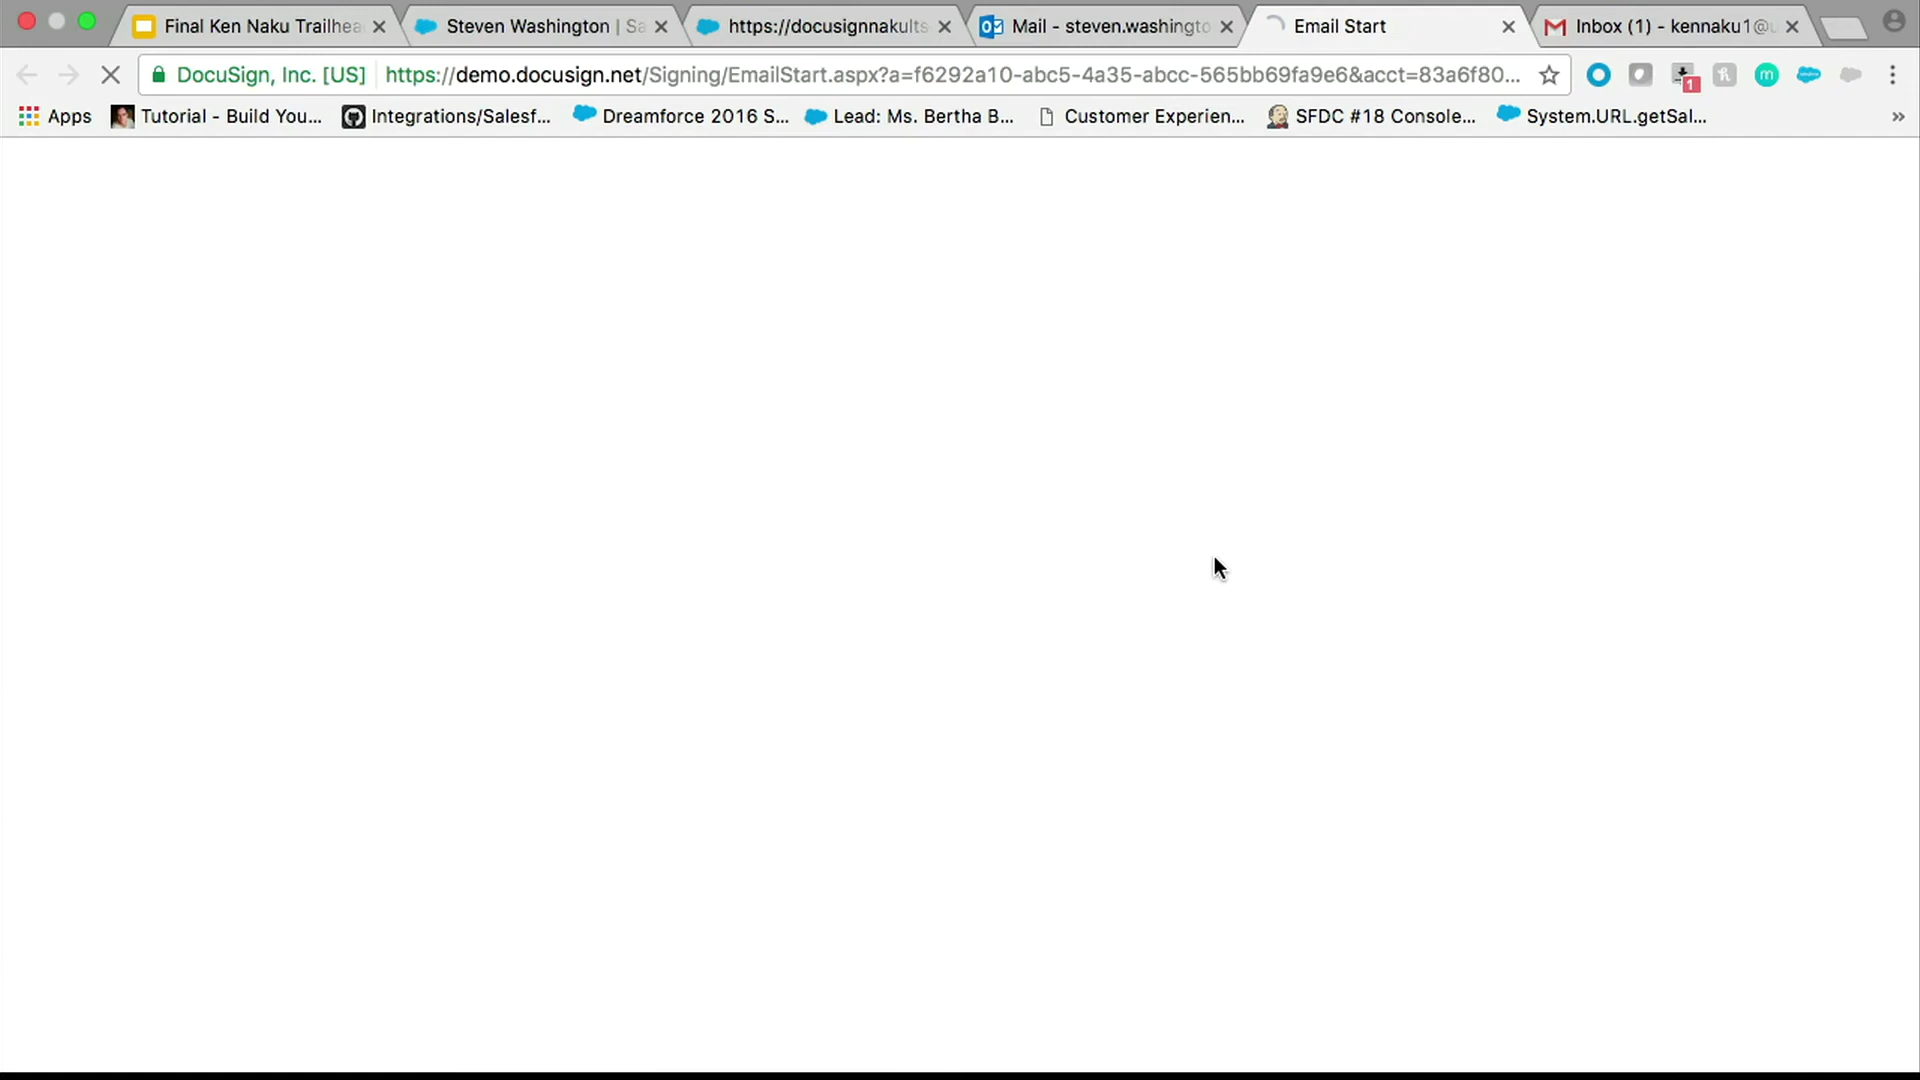 Final Ken Naku Trailhea
Steven Washington | Sa
https://docusignnakults
Mail - steven.washingto
Email Start
Inbox (1) - kennaku1@u
DocuSign, Inc. [US]
https://demo.docusign.net/Signing/EmailStart.aspx?a=f6292a10-abc5-4a35-abcc-565bb69fa9e6&acct=83a6f80...
1
m
Apps
Tutorial - Build You...
Integrations/Salesf...
Dreamforce 2016 S...
Lead: Ms. Bertha B...
Customer Experien...
SFDC #18 Console...
System.URL.getSal...
»